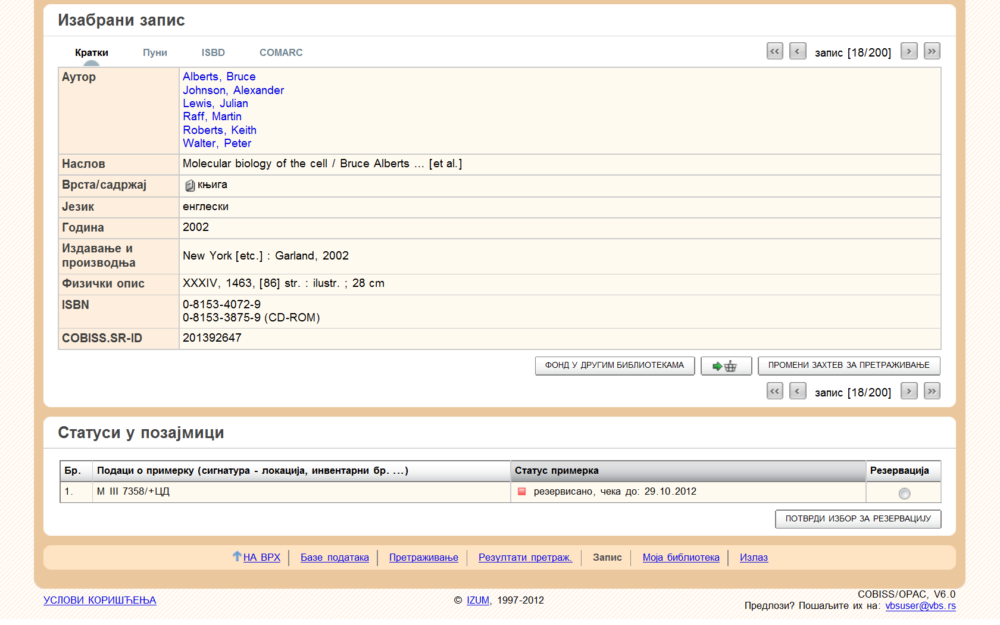 Изабрани запис
Кратки Пуни ISBD COMARC << < запис [18/200] > >>
Аутор Alberts, Bruce
Johnson, Alexander
Lewis, Julian
Raff, Martin
Roberts, Keith
Walter, Peter
Наслов Molecular biology of the cell / Bruce Alberts ... [et al.]
Врста/садржај књига
Језик енглески
Година 2002
Издавање и
производња New York [etc.] : Garland, 2002
Физички опис XXXIV, 1463, [86] str. : ilustr. ; 28 cm
ISBN 0-8153-4072-9
0-8153-3875-9 (CD-ROM)
COBISS.SR-ID 201392647
ФОНД У ДРУГИМ БИБЛИОТЕКАМА ПРОМЕНИ ЗАХТЕВ ЗА ПРЕТРАЖИВАЊЕ
<< < запис [18/200] > >>
Статуси у позајмици
Бр. Подаци о примерку (сигнатура - локација, инвентарни бр. ...) Статус примерка Резервација
1. М III 7358/+ЦД резервисано, чека до: 29.10.2012
ПОТВРДИ ИЗБОР ЗА РЕЗЕРВАЦИЈУ
НА ВРХ Базе података Претраживање Резултати претраж. Запис Моја библиотека Излаз
УСЛОВИ КОРИШЋЕЊА © IZUM, 1997-2012 COBISS/OPAC, V6.0
Предлози? Пошаљите их на: vbsuser@vbs.rs